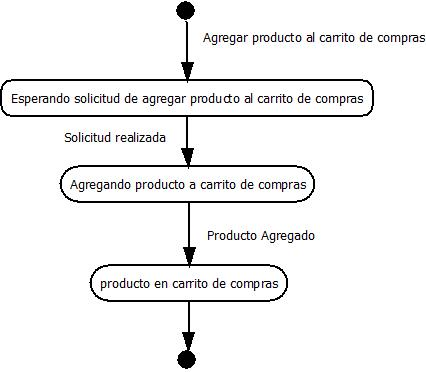 Agregar producto al carrito de compras
Esperando solicitud de agregar producto al carrito de compras
Solicitud realizada
Agregando producto a carrito de compras
Producto Agregado
producto en carrito de compras